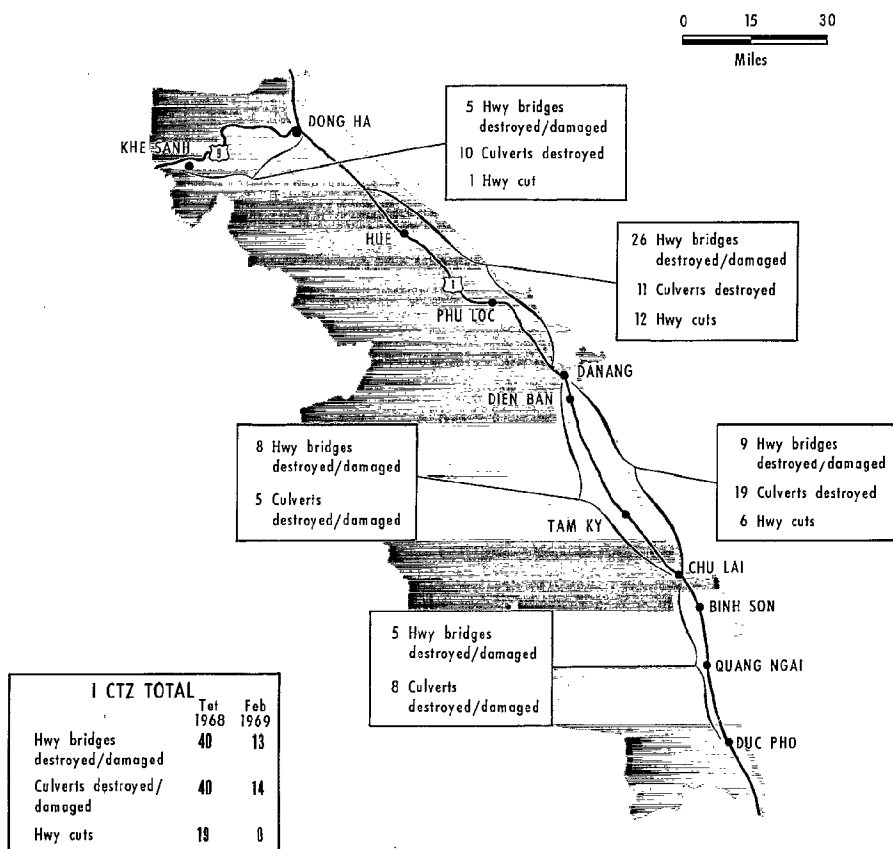 0 15 30
Miles
DONG HA
KHE SANH
9
5 Hwy bridges
destroyed/damaged
10 Culverts destroyed
1 Hwy cut
HUE
1
PHU LOC
26 Hwy bridges
destroyed/damaged
11 Culverts destroyed
12 Hwy cuts
DANANG
DIEN BAN
8 Hwy bridges
destroyed/damaged
5 Culverts
destroyed/damaged
9 Hwy bridges
destroyed/damaged
19 Culverts destroyed
6 Hwy cuts
TAM KY
CHU LAI
BINH SON
5 Hwy bridges
destroyed/damaged
8 Culverts
destroyed/damaged
QUANG NGAI
DUC PHO
I CTZ TOTAL
Tet Feb
1968 1969
Hwy bridges 40 13
destroyed/damaged
Culverts destroyed/ 40 14
damaged
Hwy cuts 19 0